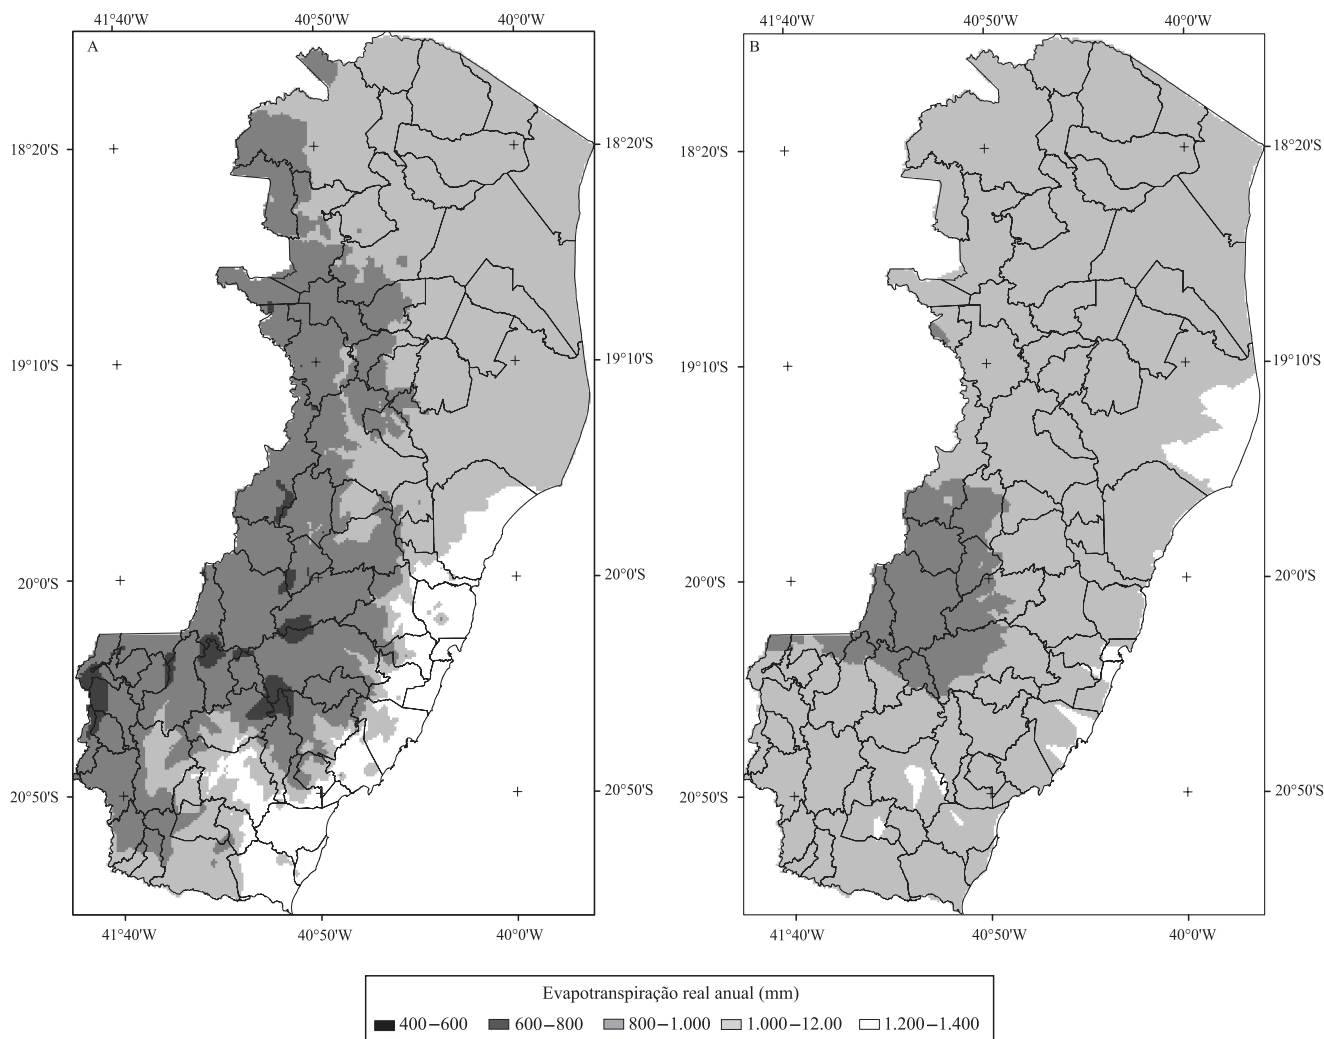 41°40'W 40°50'W 40°0'W 41°40'W 40°50'W 40°0'W
A B
18°20'S 18°20'S 18°20'S 18°20'S
19°10'S 19°10'S 19°10'S 19°10'S
20°0'S 20°0'S 20°0'S 20°0'S
20°50'S 20°50'S 20°50'S 20°50'S
41°40'W 40°50'W 40°0'W 41°40'W 40°50'W 40°0'W
Evapotranspiração real anual (mm)
400–600 600–800 800–1.000 1.000–12.00 1.200–1.400